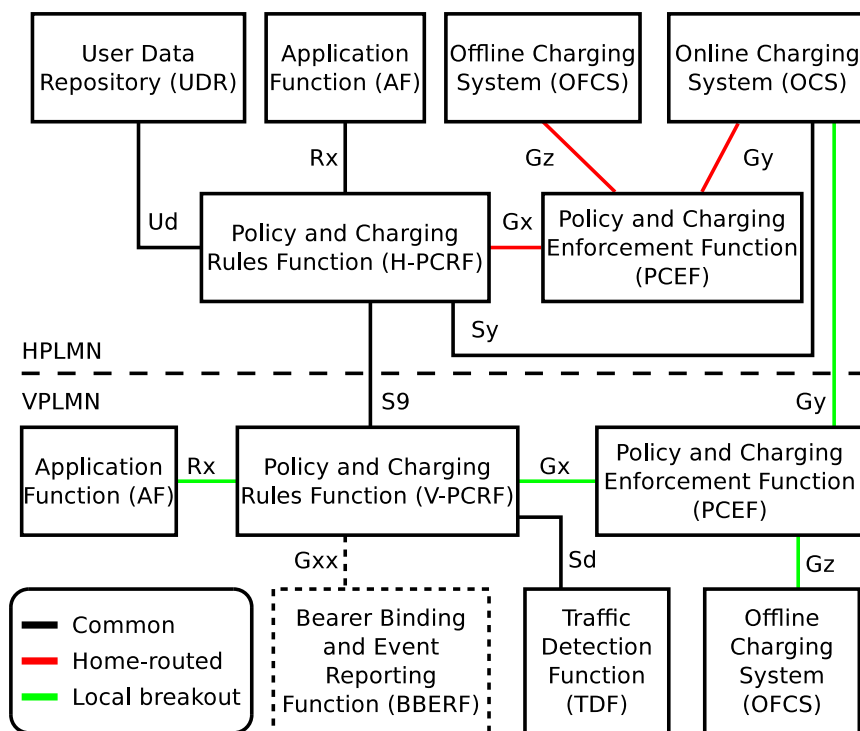 User Data
Repository (UDR)
Application
Function (AF)
Offline Charging
System (OFCS)
Online Charging
System (OCS)
Rx
Gz
Gy
Ud
Policy and Charging
Rules Function (H-PCRF)
Gx
Policy and Charging
Enforcement Function
(PCEF)
Sy
HPLMN
VPLMN
S9
Gy
Application
Function (AF)
Rx
Policy and Charging
Rules Function (V-PCRF)
Gx
Policy and Charging
Enforcement Function
(PCEF)
Gxx
Sd
Gz
Common
Home-routed
Local breakout
Bearer Binding
and Event
Reporting
Function (BBERF)
Traffic
Detection
Function
(TDF)
Offline
Charging
System
(OFCS)